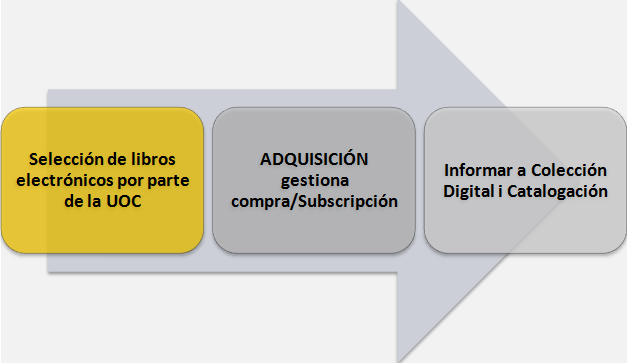 Selección de libros
electrónicos por parte
de la UOC
ADQUISICIÓN
gestiona
compra/Subscripción
Informar a Colección
Digital i Catalogación